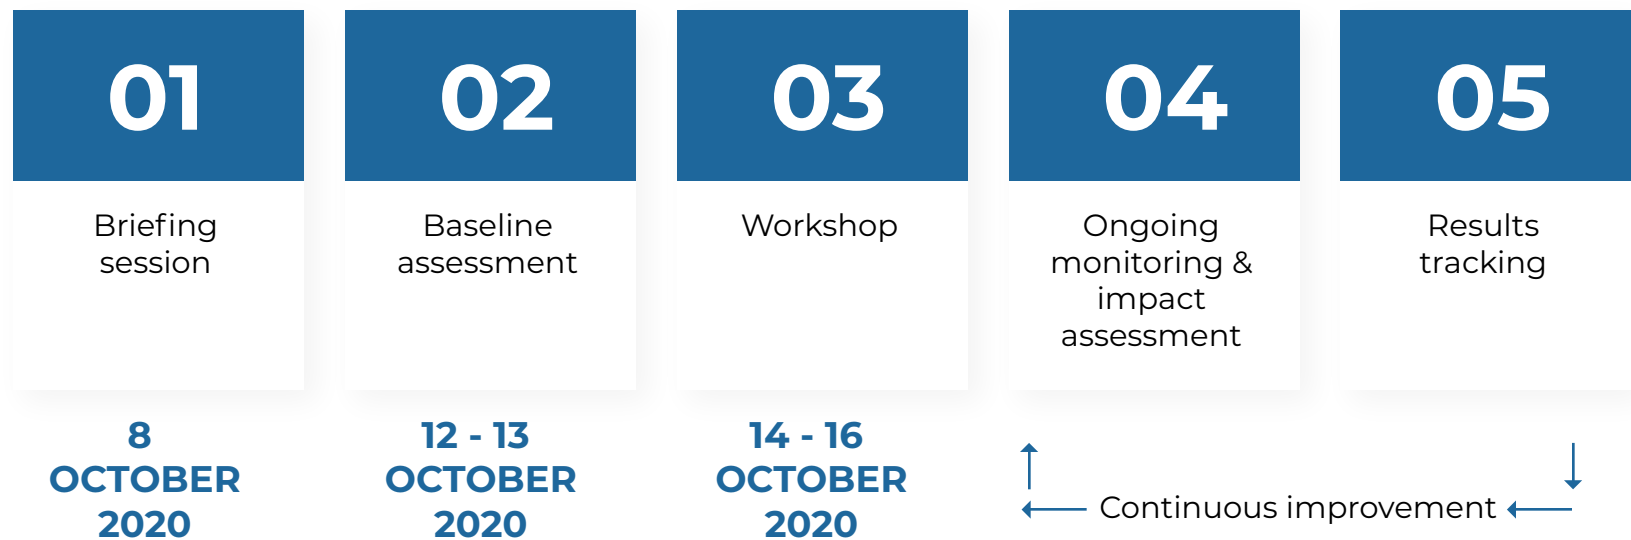 01
Briefing
session
8
OCTOBER
2020
02
Baseline
assessment
12 - 13
OCTOBER
2020
03
Workshop
14 - 16
OCTOBER
2020
04
Ongoing
monitoring &
impact
assessment
05
Results
tracking
Continuous improvement